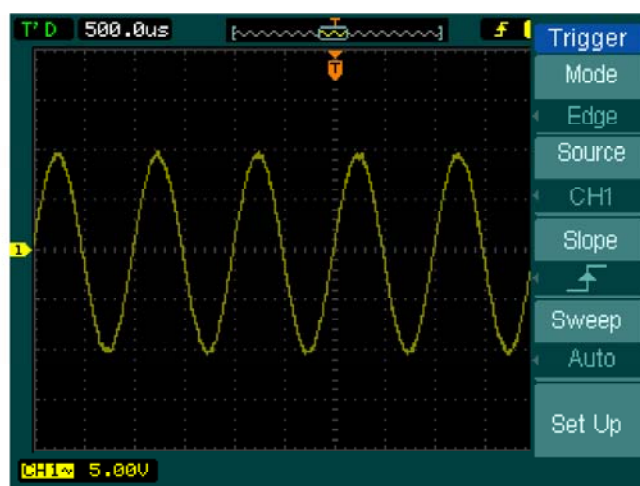 T'D 500.0us T Trigger
T
Mode
Edge
Source
CH1
1
Slope
Sweep
Auto
Set Up
CH1~ 5.00V